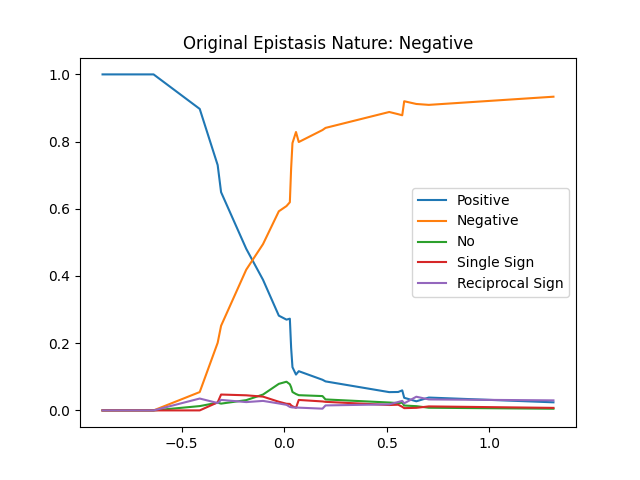 Original Epistasis Nature: Negative
1.0
0.8
0.6
0.4
0.2
0.0
Positive
Negative
No
Single Sign
Reciprocal Sign
−0.5
0.0
0.5
1.0